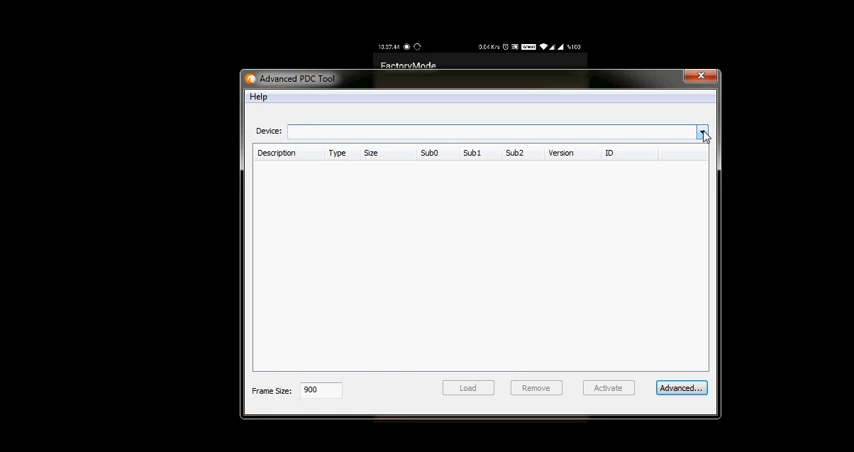 10.37.44 0.04 K/s %100
FactoryMode
Advanced PDC Tool
Help
Device:
Description Type Size Sub0 Sub1 Sub2 Version ID
Frame Size: 900 Load Remove Activate Advanced...